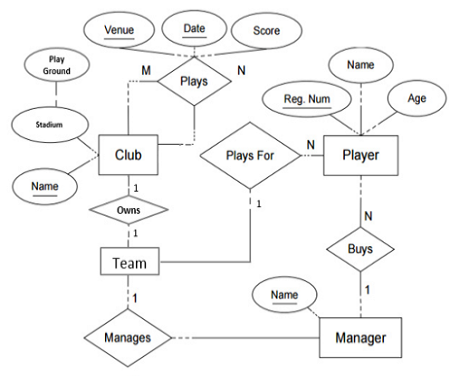 Venue
Date
Score
Play
Ground
M
Plays
N
Name
Stadium
Reg. Num
Age
Club
Plays For
N
Player
Name
1
1
Owns
1
N
Team
Buys
1
Name
1
Manages
Manager